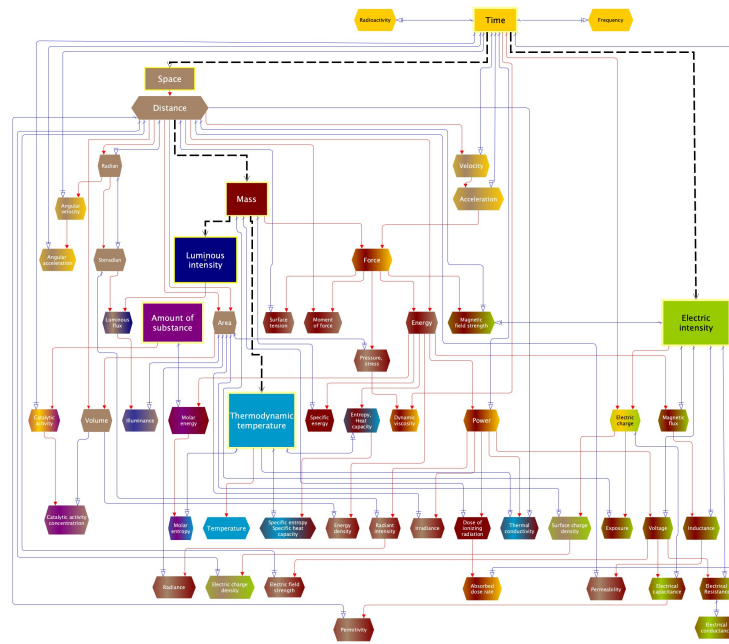 Radioactivity
Time
Frequency
Space
Distance
Radian
Velocity
Mass
Acceleration
Angular
velocity
Angular
acceleration
Steradian
Luminous
intensity
Force
Luminous
flux
Amount of
substance
Area
Surface
tension
Moment
of force
Energy
Magnetic
field strength
Electric
intensity
Pressure,
stress
Catalytic
activity
Volume
Illuminance
Molar
energy
Thermodynamic
temperature
Specific
energy
Entropy,
Heat
capacity
Dynamic
viscosity
Power
Electric
charge
Magnetic
flux
Catalytic activity
concentration
Molar
entropy
Temperature
Specific entropy
Specific heat
capacity
Energy
density
Radiant
intensity
Irradiance
Dose of
ionizing
radiation
Thermal
conductivity
Surface charge
density
Exposure
Voltage
Inductance
Radiance
Electric charge
density
Electric field
strength
Absorbed
dose rate
Permeability
Electrical
capacitance
Electrical
Resistance
Permitivity
Electrical
conductance